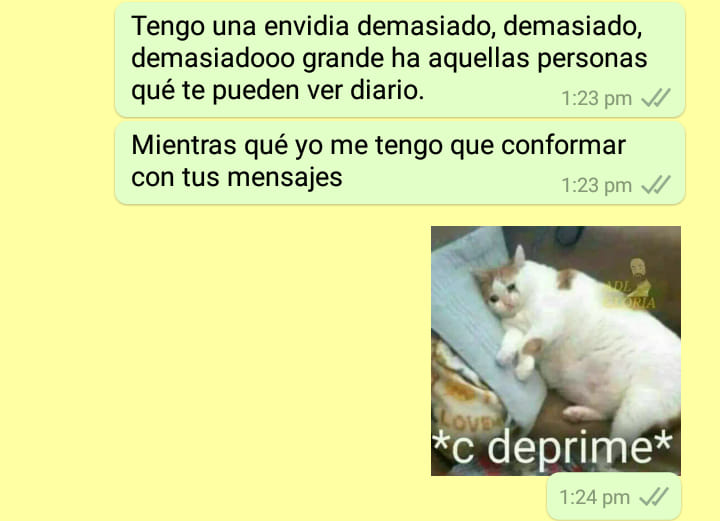 Tengo una envidia demasiado, demasiado,
demasiadooo grande ha aquellas personas
qué te pueden ver diario.
1:23 pm
Mientras qué yo me tengo que conformar
con tus mensajes
1:23 pm
LOVE
*c deprime*
1:24 pm